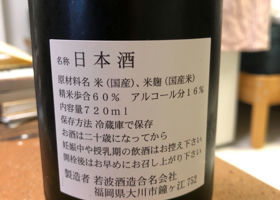 名称 日本酒
原材料名 米(国産)、米麹(国産米)
精米歩合60% アルコール分16%
内容量720ml
保存方法 冷蔵庫で保存
お酒は二十歳になってから
妊娠中や授乳期の飲酒はお控え下さい
開栓後はお早めにお召し上がり下さい
製造者 若波酒造合名会社
福岡県大川市鐘ヶ江752